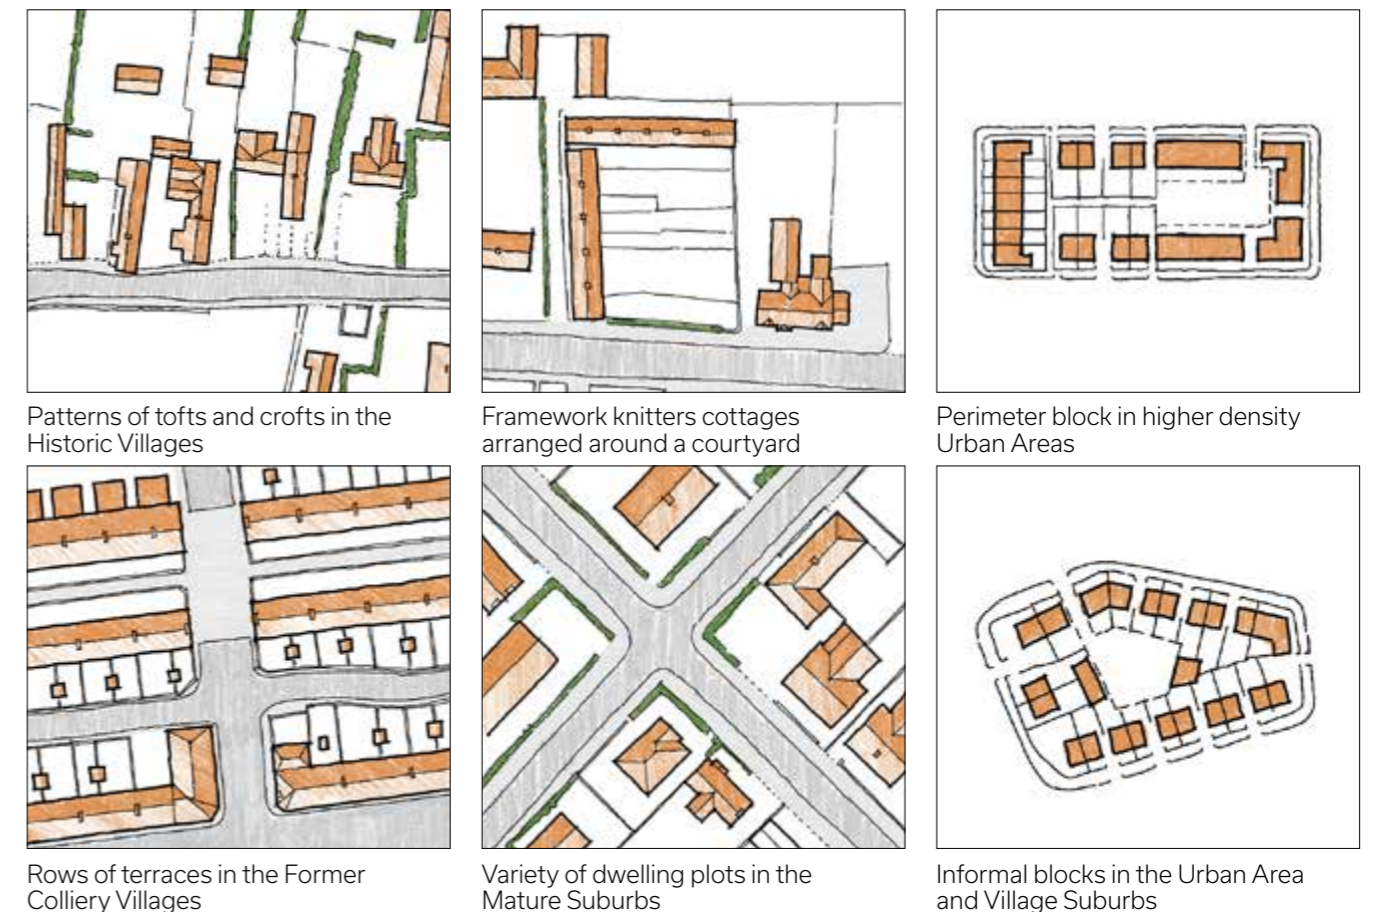 Patterns of tofts and crofts in the
Historic Villages
Framework knitters cottages
arranged around a courtyard
Perimeter block in higher density
Urban Areas
Rows of terraces in the Former
Colliery Villages
Variety of dwelling plots in the
Mature Suburbs
Informal blocks in the Urban Area
and Village Suburbs